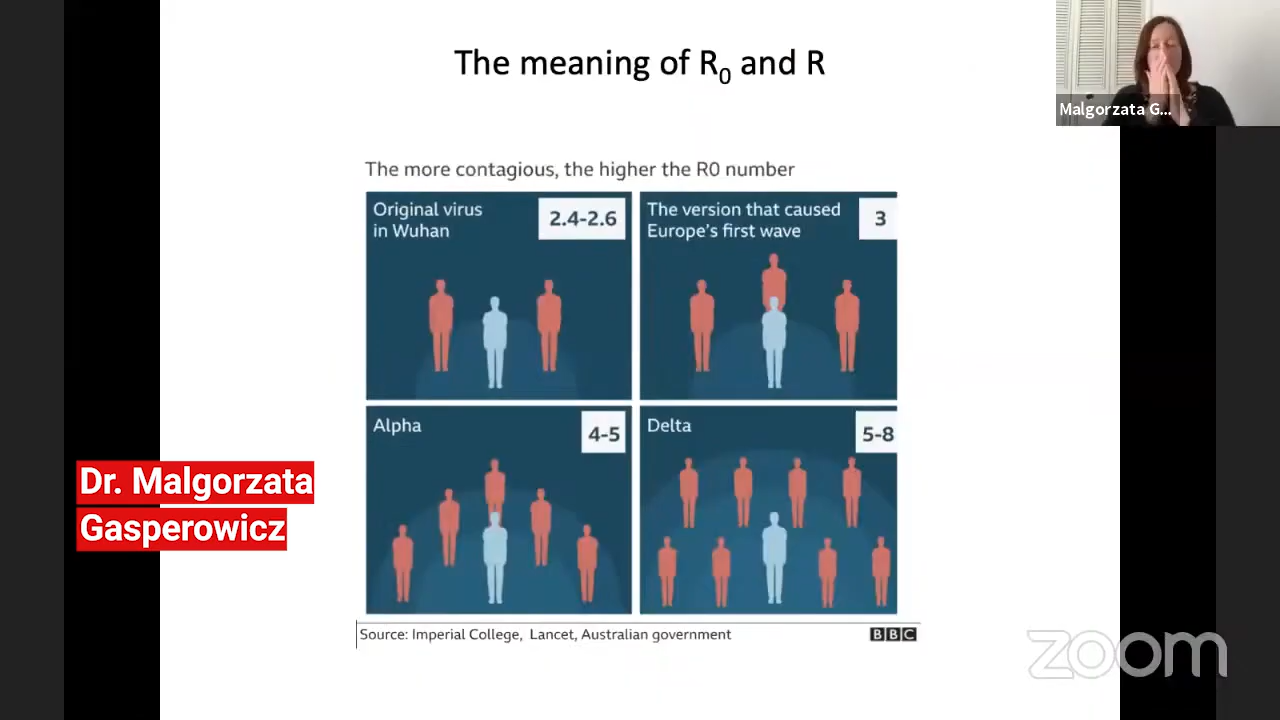 The meaning of R₀ and R
Malgorzata G...
The more contagious, the higher the R0 number
Original virus
in Wuhan
2.4-2.6
The version that caused
Europe's first wave
3
Alpha
4-5
Delta
5-8
Dr. Malgorzata
Gasperowicz
Source: Imperial College, Lancet, Australian government
BBC
zoom